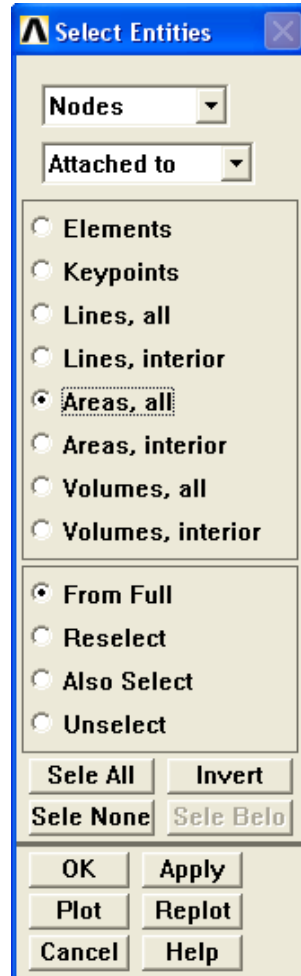 Select Entities
Nodes
Attached to
Elements
Keypoints
Lines, all
Lines, interior
Areas, all
Areas, interior
Volumes, all
Volumes, interior
From Full
Reselect
Also Select
Unselect
Sele All Invert
Sele None Sele Belo
OK Apply
Plot Replot
Cancel Help